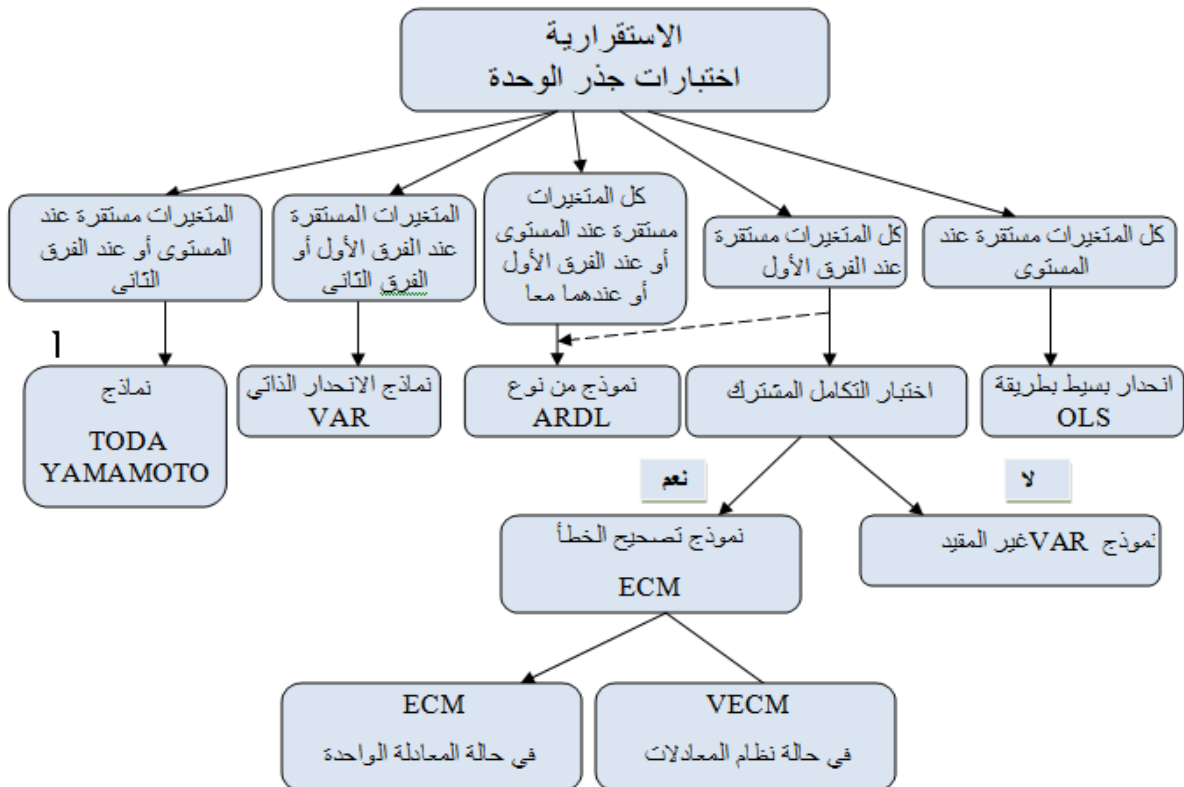 الاستقرارية
اختبارات جذر الوحدة
كل المتغيرات مستقرة عند
المستوى
كل المتغيرات مستقرة
عند الفرق الأول
كل المتغيرات
مستقرة عند المستوى
أو عند الفرق الأول
أو عندهما معا
المتغيرات المستقرة
عند الفرق الأول أو
الفرق الثاني
المتغيرات مستقرة عند
المستوى أو عند الفرق
الثاني
1
انحدار بسيط بطريقة
OLS
اختبار التكامل المشترك
نموذج من نوع
ARDL
نماذج الانحدار الذاتي
VAR
نماذج
TODA
YAMAMOTO
لا
نعم
نموذج VAR غير المقيد
نموذج تصحيح الخطأ
ECM
VECM
في حالة نظام المعادلات
ECM
في حالة المعادلة الواحدة